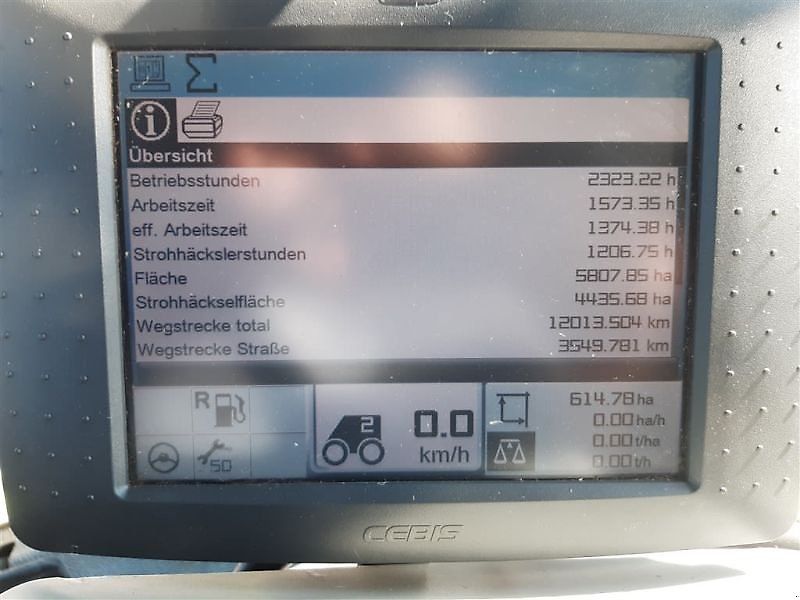 Übersicht
Betriebsstunden 2323.22 h
Arbeitszeit 1573.35 h
eff. Arbeitszeit 1374.38 h
Strohhäckslerstunden 1206.75 h
Fläche 5807.85 ha
Strohhäckselfläche 4435.68 ha
Wegstrecke total 12013.504 km
Wegstrecke Straße 3549.781 km
R
50
2
0.0
km/h
614.78 ha
0.00 ha/h
0.00 t/ha
0.00 t/h
CEBIS